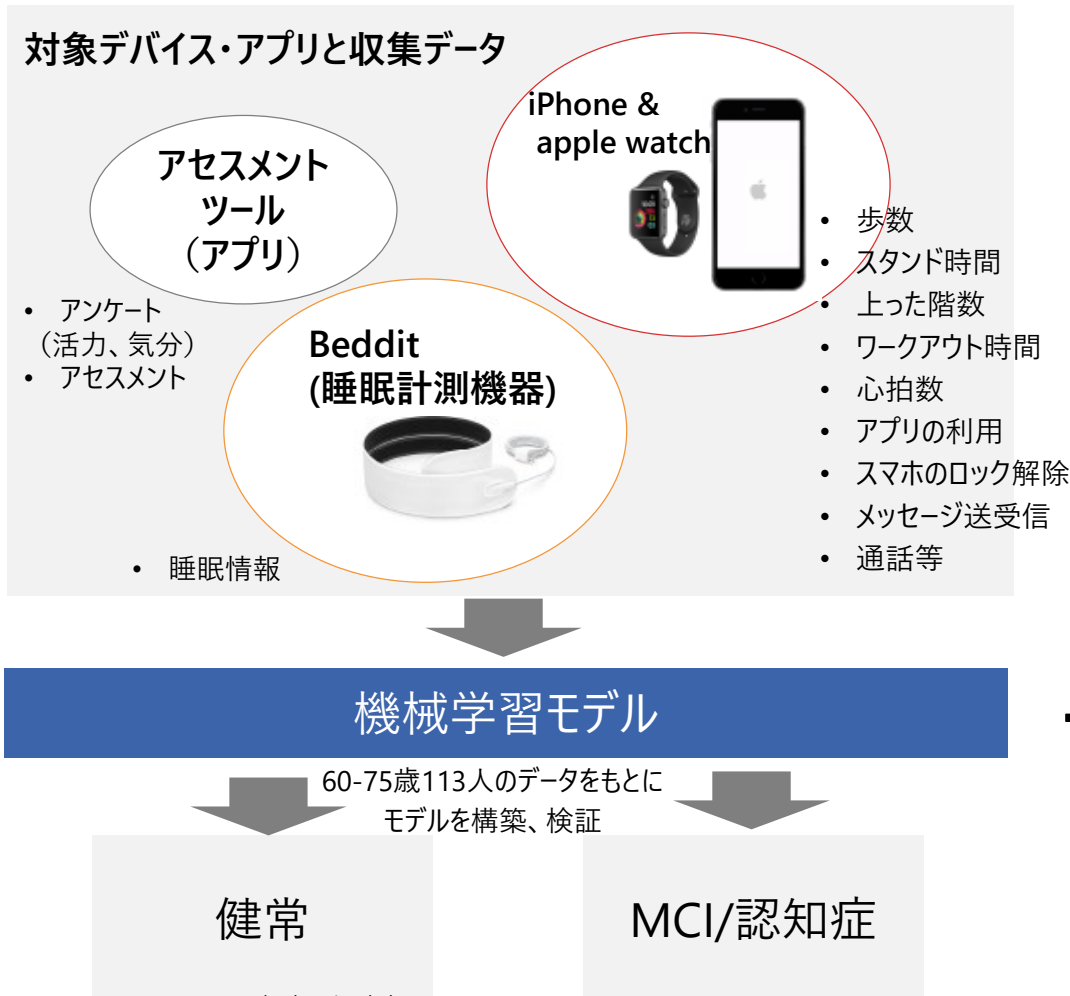 対象デバイス・アプリと収集データ
アセスメント
ツール
（アプリ）
• アンケート
（活力、気分）
• アセスメント
iPhone &
apple watch
• 歩数
• スタンド時間
• 上った階数
• ワークアウト時間
• 心拍数
• アプリの利用
• スマホのロック解除
• メッセージ送受信
• 通話等
Beddit
(睡眠計測機器)
• 睡眠情報
機械学習モデル
60-75歳113人のデータをもとに
モデルを構築、検証
健常
MCI/認知症